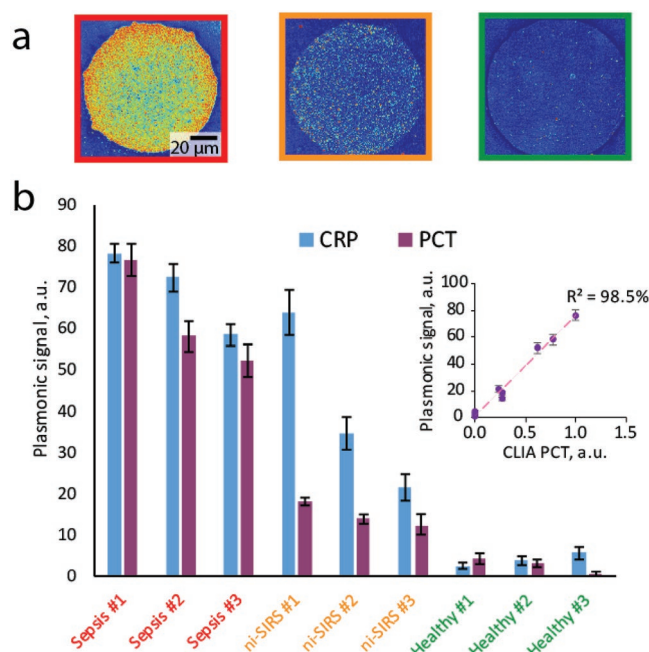 a
20 µm
b
90
80
70
60
50
40
30
20
10
0
Plasmonic signal, a.u.
CRP
PCT
100
80
60
40
20
0
Plasmonic signal, a.u.
R² = 98.5%
0.0 0.5 1.0 1.5
CLIA PCT, a.u.
Sepsis #1
Sepsis #2
Sepsis #3
ni-SIRS #1
ni-SIRS #2
ni-SIRS #3
Healthy #1
Healthy #2
Healthy #3